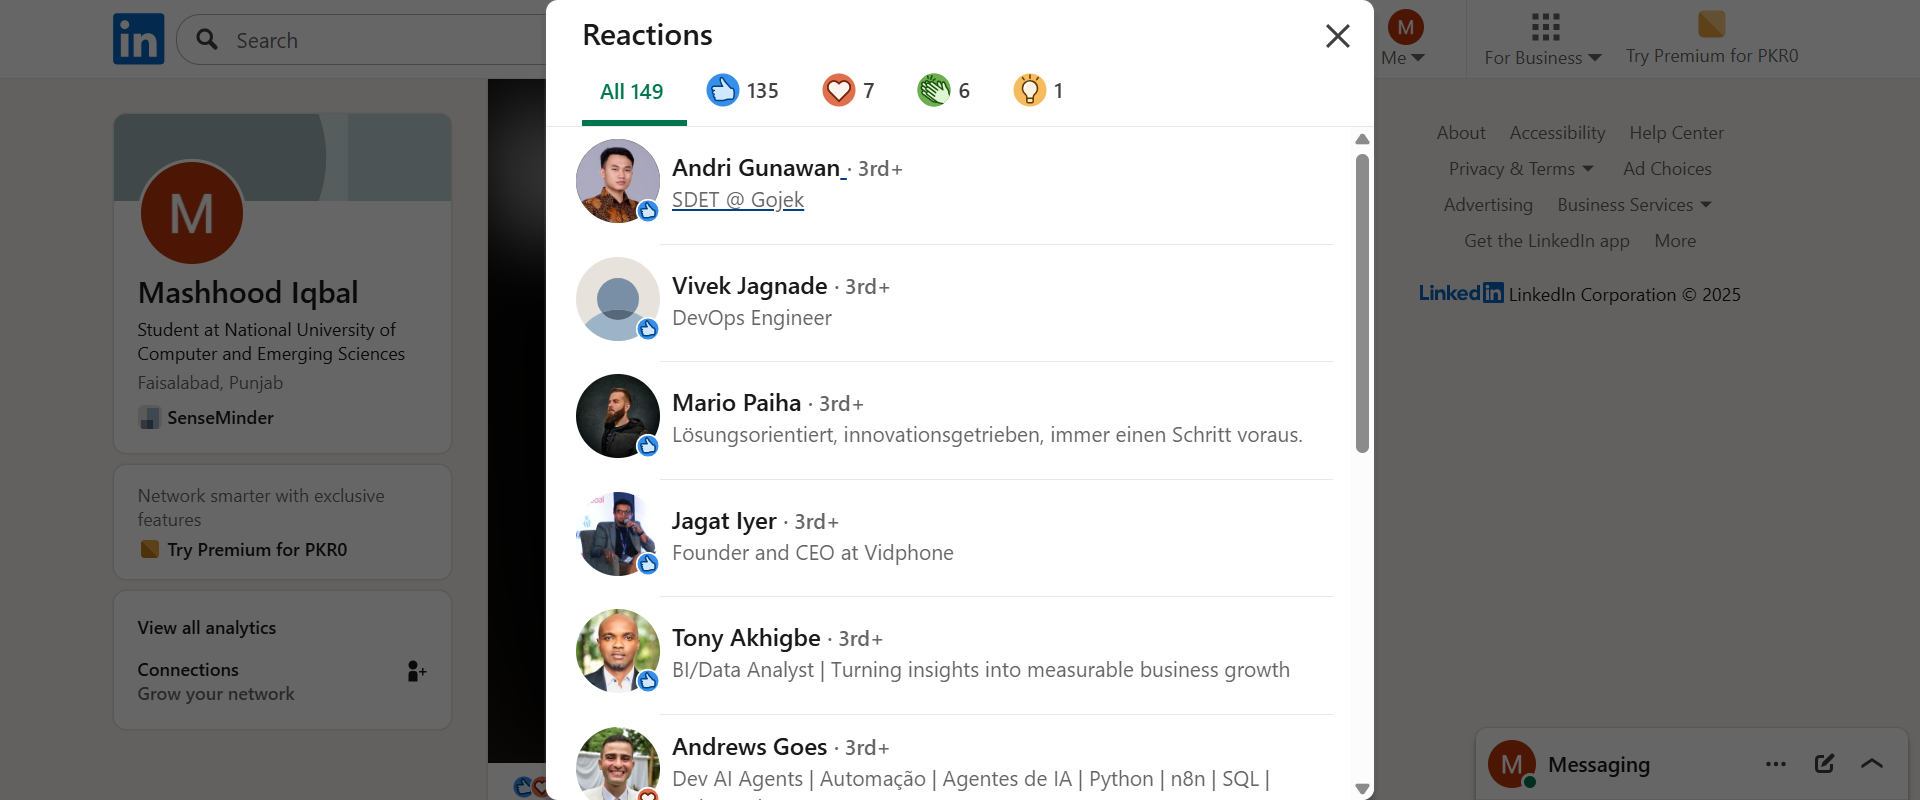 in
Search
M
Me
For Business
Try Premium for PKR0
Reactions
All 149
135
7
6
1
M
Mashhood Iqbal
Student at National University of
Computer and Emerging Sciences
Faisalabad, Punjab
SenseMinder
Network smarter with exclusive
features
Try Premium for PKR0
View all analytics
Connections
Grow your network
Andri Gunawan · 3rd+
SDET @ Gojek
Vivek Jagnade · 3rd+
DevOps Engineer
Mario Paiha · 3rd+
Lösungsorientiert, innovationsgetrieben, immer einen Schritt voraus.
Jagat Iyer · 3rd+
Founder and CEO at Vidphone
Tony Akhigbe · 3rd+
BI/Data Analyst | Turning insights into measurable business growth
Andrews Goes · 3rd+
Dev AI Agents | Automação | Agentes de IA | Python | n8n | SQL |
About Accessibility Help Center
Privacy & Terms Ad Choices
Advertising Business Services
Get the LinkedIn app More
LinkedIn LinkedIn Corporation © 2025
M Messaging